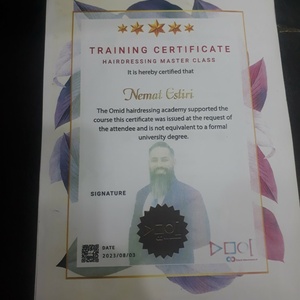 TRAINING CERTIFICATE
HAIRDRESSING MASTER CLASS
It is hereby certified that
Nemat Estiri
The Omid hairdressing academy supported the
course this certificate was issued at the request of
the attendee and is not equivalent to a formal
university degree.
SIGNATURE
DATE
2023/08/03